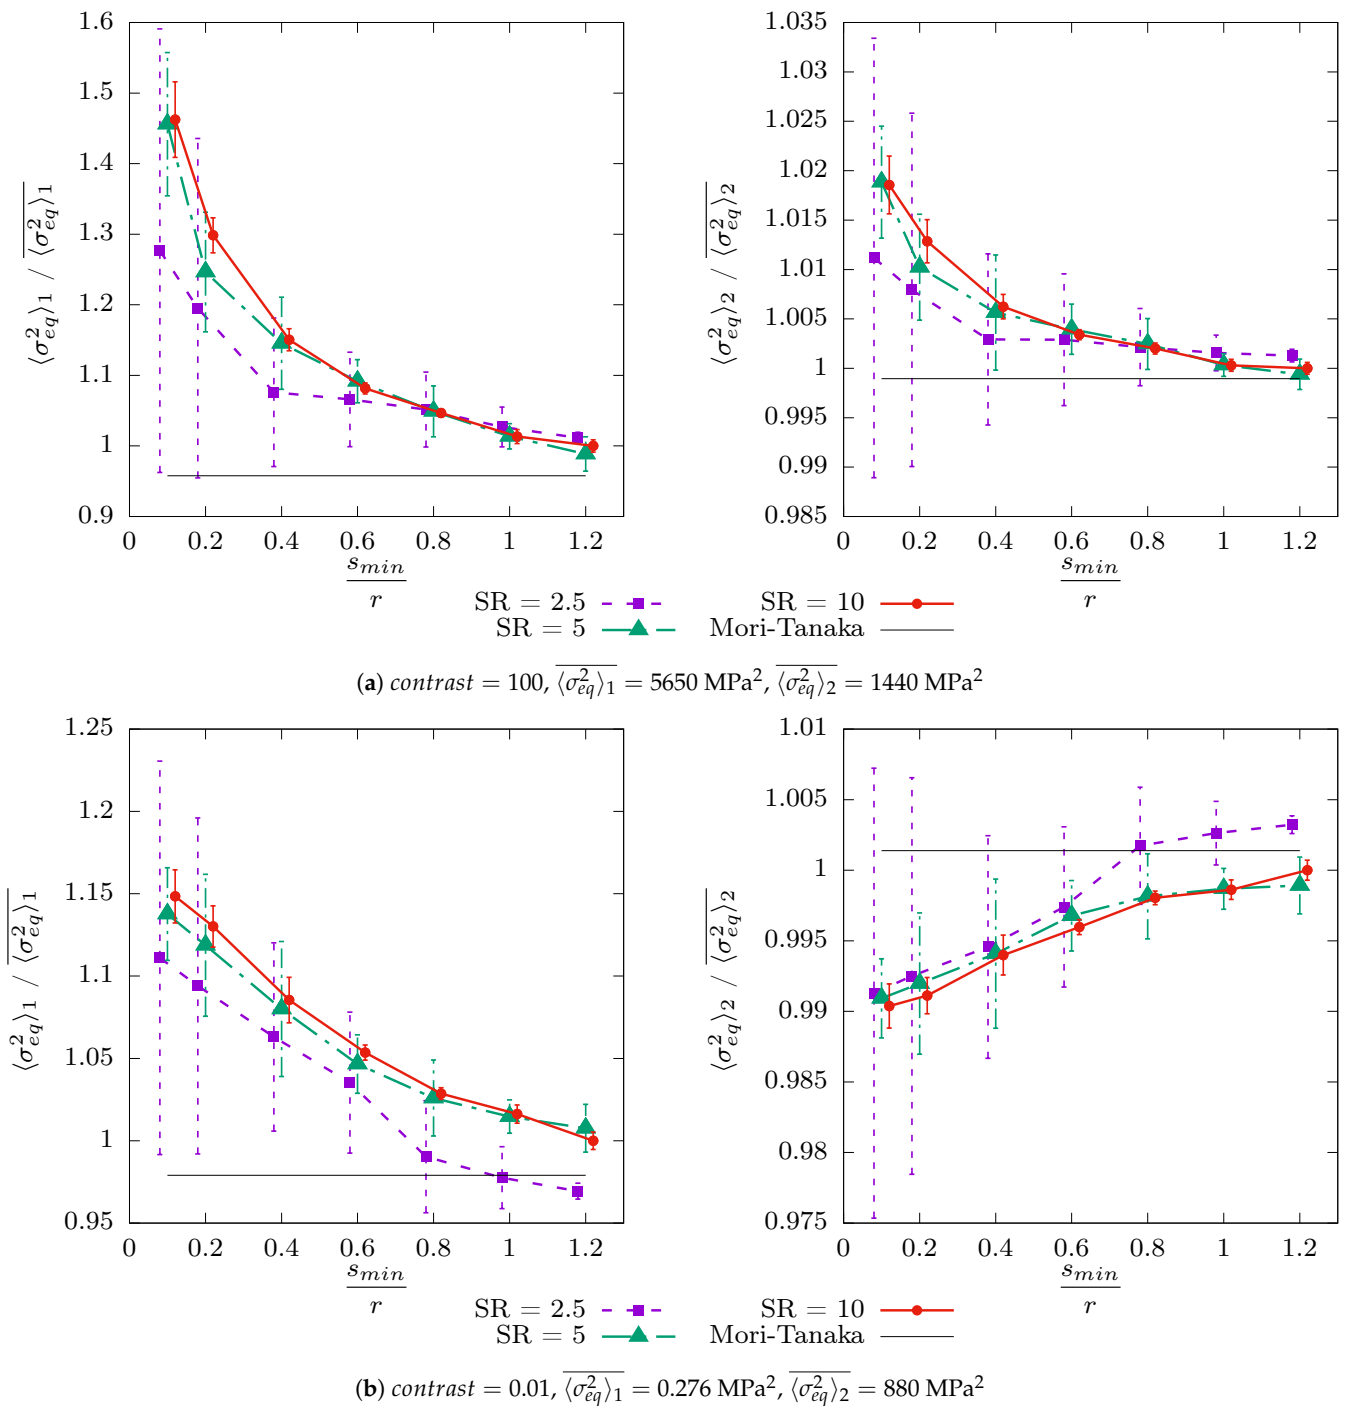 1.6
1.5
1.4
1.3
1.2
1.1
1
0.9
0 0.2 0.4 0.6 0.8 1 1.2
⟨σ²eq⟩1 / ⟨σ²eq⟩1
smin
r
1.035
1.03
1.025
1.02
1.015
1.01
1.005
1
0.995
0.99
0.985
0 0.2 0.4 0.6 0.8 1 1.2
⟨σ²eq⟩2 / ⟨σ²eq⟩2
smin
r
SR = 2.5 SR = 10
SR = 5 Mori-Tanaka
(a) contrast = 100, ⟨σ²eq⟩1 = 5650 MPa², ⟨σ²eq⟩2 = 1440 MPa²
1.25
1.2
1.15
1.1
1.05
1
0.95
0 0.2 0.4 0.6 0.8 1 1.2
⟨σ²eq⟩1 / ⟨σ²eq⟩1
smin
r
1.01
1.005
1
0.995
0.99
0.985
0.98
0.975
0 0.2 0.4 0.6 0.8 1 1.2
⟨σ²eq⟩2 / ⟨σ²eq⟩2
smin
r
SR = 2.5 SR = 10
SR = 5 Mori-Tanaka
(b) contrast = 0.01, ⟨σ²eq⟩1 = 0.276 MPa², ⟨σ²eq⟩2 = 880 MPa²